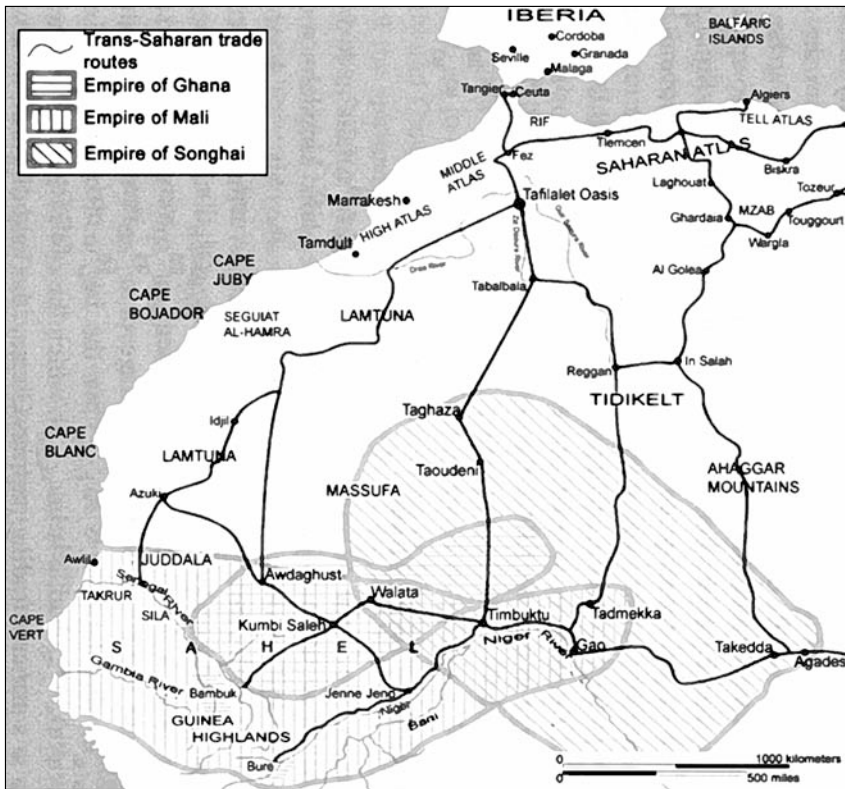 IBERIA
BALFARIC
ISLANDS
Cordoba
Seville
Granada
Malaga
Trans-Saharan trade
routes
Empire of Ghana
Empire of Mali
Empire of Songhai
Tangier
Ceuta
Algiers
RIF
TELL ATLAS
Tlemcen
Fez
SAHARAN ATLAS
Biskra
MIDDLE
ATLAS
Laghouat
Tozeur
Marrakesh
Tafilalet Oasis
HIGH ATLAS
Ghardaia
MZAB
Touggourt
Wargla
Tamdult
Draa River
CAPE
JUBY
Tabalbala
Al Golea
CAPE
BOJADOR
SEGUIAT
AL-HAMRA
LAMTUNA
Reggan
In Salah
TIDIKELT
Taghaza
Idjil
CAPE
BLANC
LAMTUNA
Taoudeni
AHAGGAR
MOUNTAINS
MASSUFA
Azuki
Awlil
JUDDALA
Awdaghust
Senegal River
TAKRUR
Walata
SILA
CAPE
VERT
Kumbi Saleh
Timbuktu
Tadmekka
S A H E L
Niger River
Gao
Takedda
Agades
Gambia River
Bambuk
Jenne Jeno
Niger
Bani
GUINEA
HIGHLANDS
Bure
0 1000 kilometers
0 500 miles